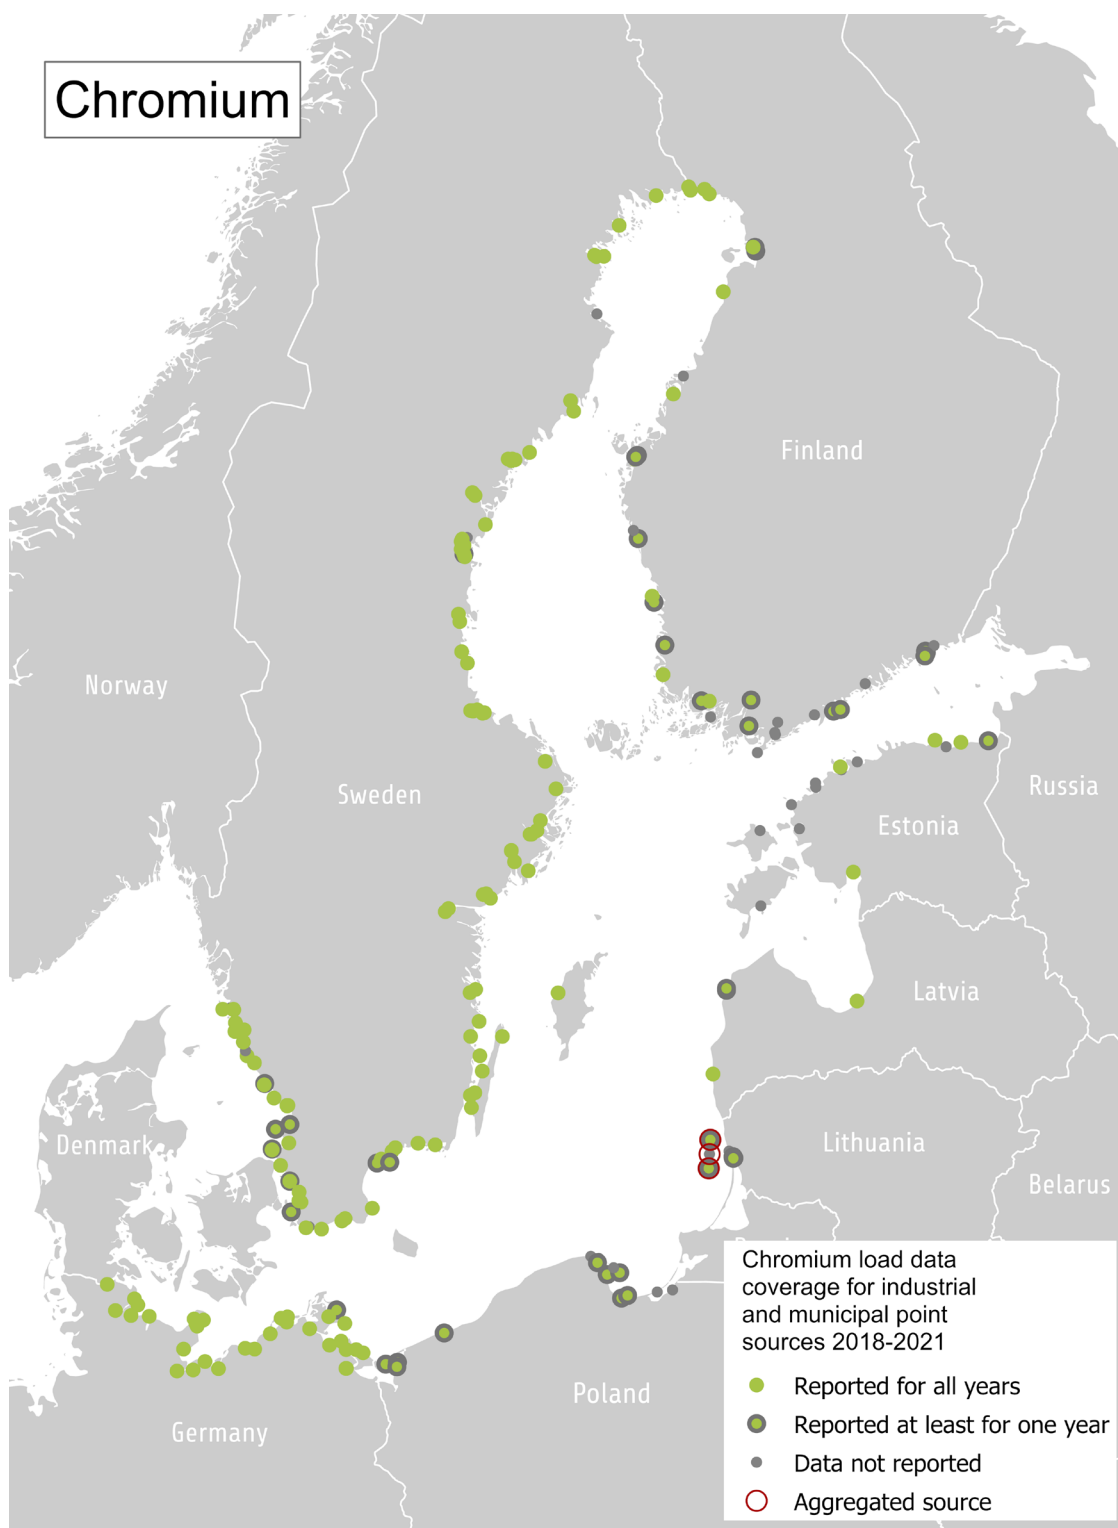 Chromium
Finland
Norway
Sweden
Russia
Estonia
Latvia
Denmark
Lithuania
Belarus
Chromium load data
coverage for industrial
and municipal point
sources 2018-2021
Reported for all years
Reported at least for one year
Data not reported
Aggregated source
Poland
Germany